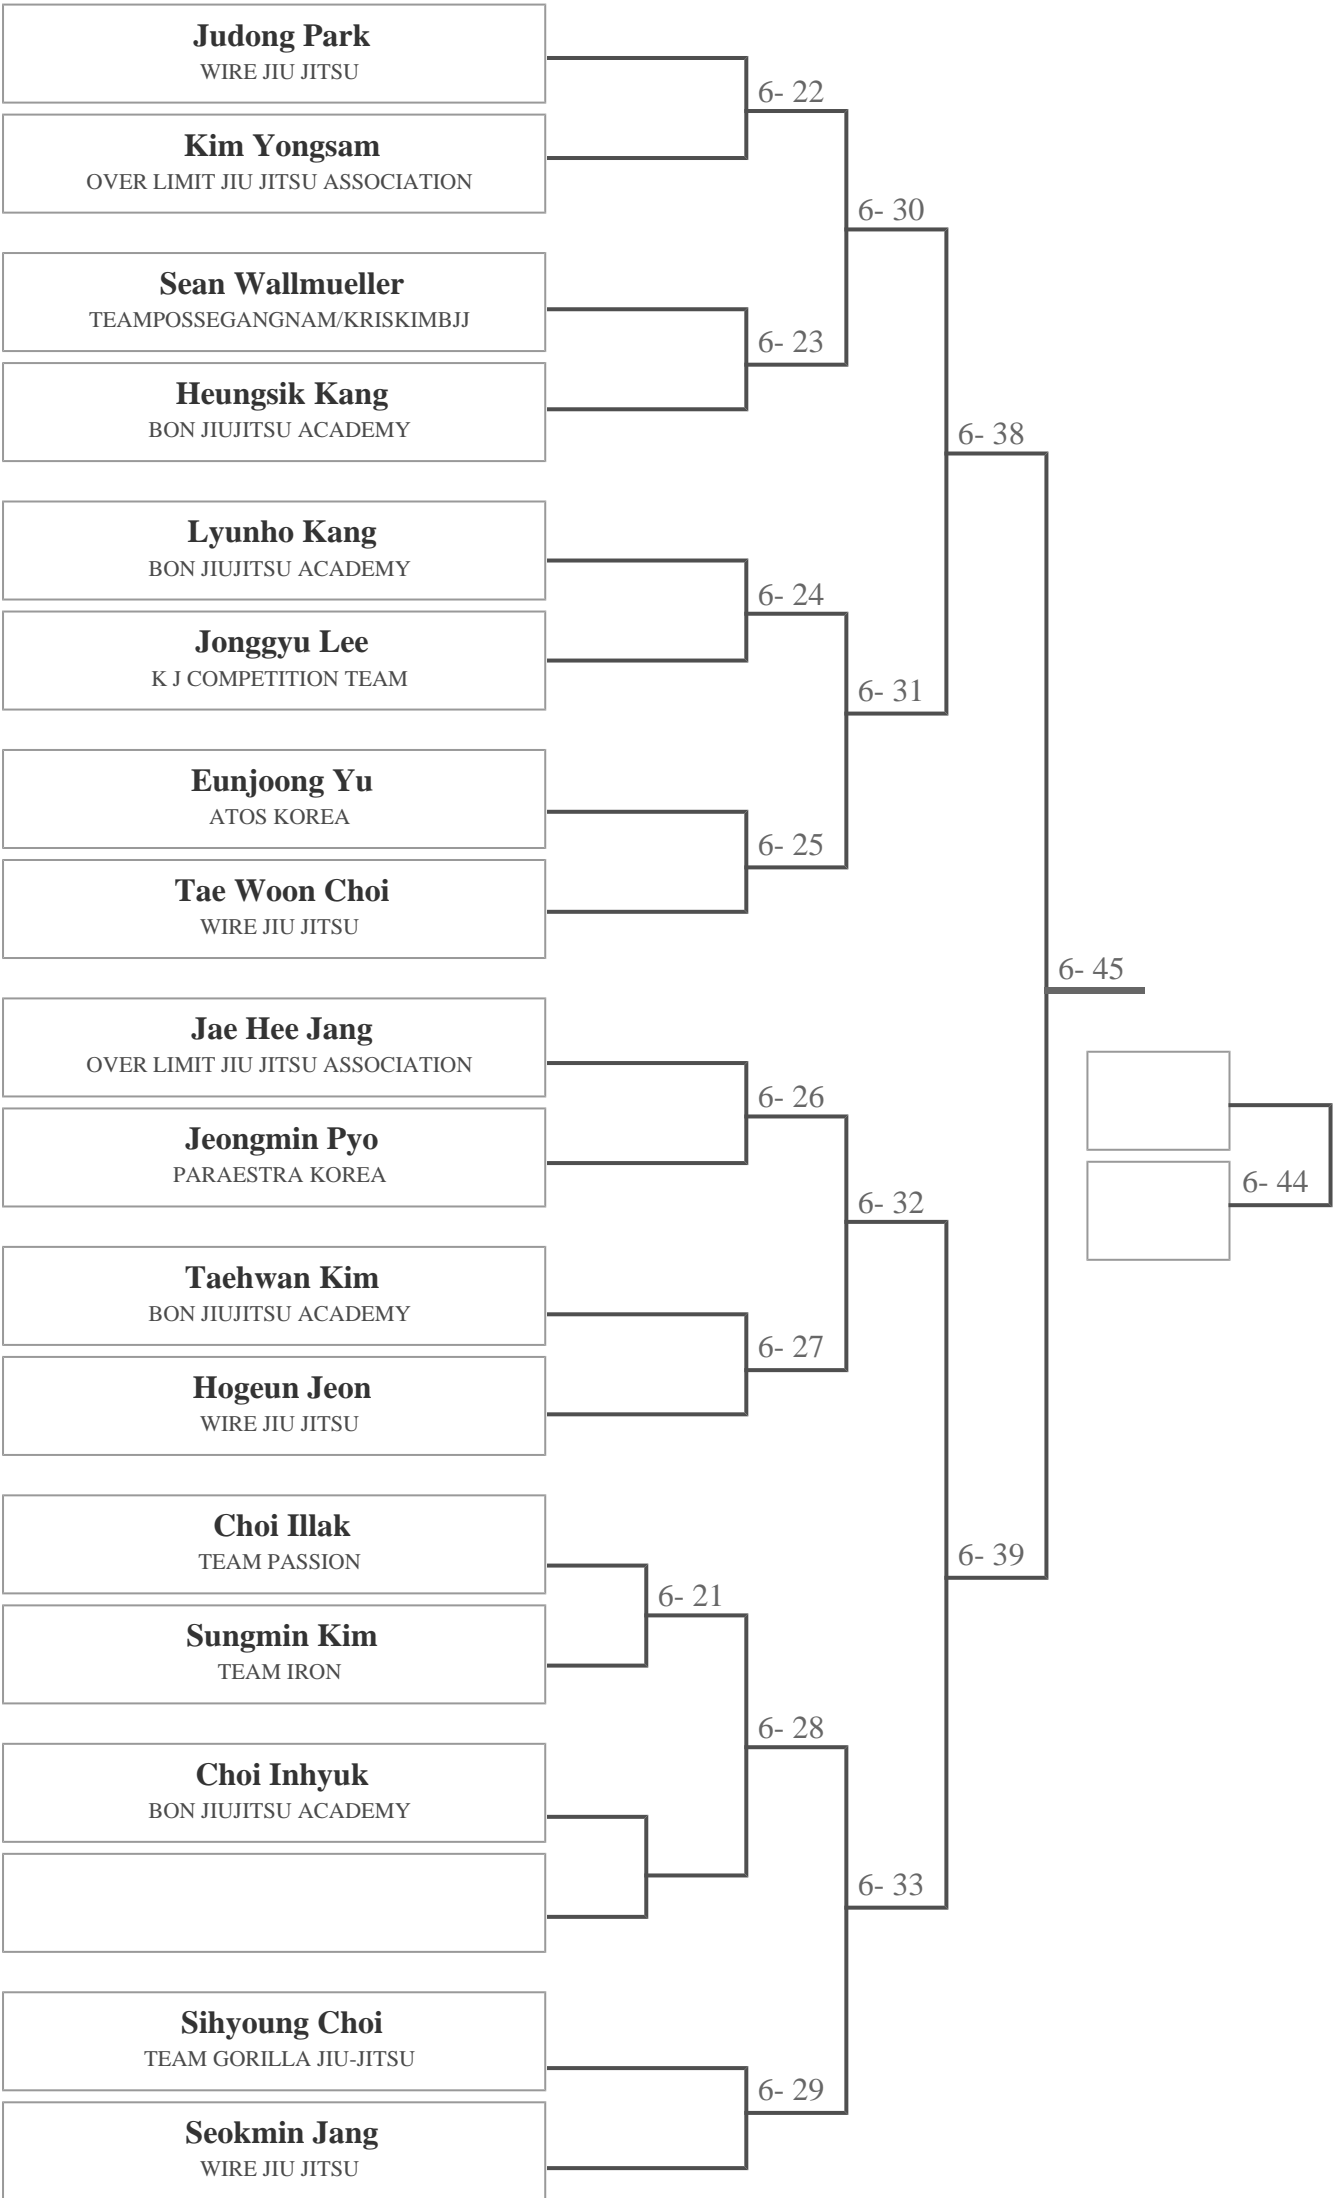 Judong Park
WIRE JIU JITSU
6- 22
Kim Yongsam
OVER LIMIT JIU JITSU ASSOCIATION
6- 30
Sean Wallmueller
TEAMPOSSEGANGNAM/KRISKIMBJJ
6- 23
Heungsik Kang
BON JIUJITSU ACADEMY
6- 38
Lyunho Kang
BON JIUJITSU ACADEMY
6- 24
Jonggyu Lee
K J COMPETITION TEAM
6- 31
Eunjoong Yu
ATOS KOREA
6- 25
Tae Woon Choi
WIRE JIU JITSU
6- 45
Jae Hee Jang
OVER LIMIT JIU JITSU ASSOCIATION
6- 26
Jeongmin Pyo
PARAESTRA KOREA
6- 44
6- 32
Taehwan Kim
BON JIUJITSU ACADEMY
6- 27
Hogeun Jeon
WIRE JIU JITSU
Choi Illak
TEAM PASSION
6- 39
6- 21
Sungmin Kim
TEAM IRON
6- 28
Choi Inhyuk
BON JIUJITSU ACADEMY
6- 33
Sihyoung Choi
TEAM GORILLA JIU-JITSU
6- 29
Seokmin Jang
WIRE JIU JITSU